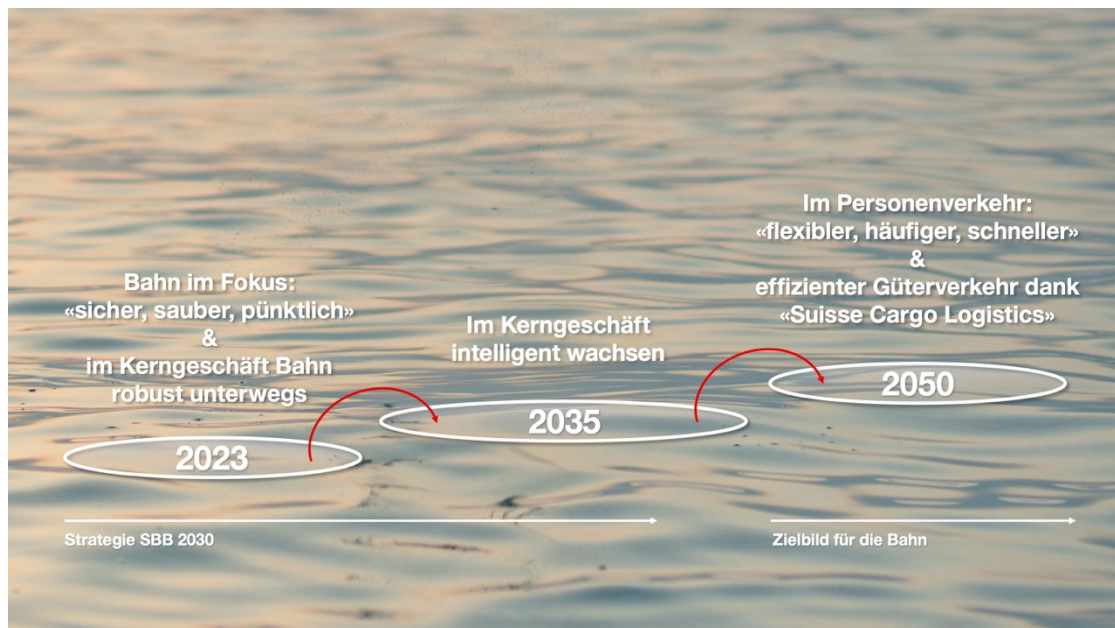 Bahn im Fokus:
«sicher, sauber, pünktlich»
&
im Kerngeschäft Bahn
robust unterwegs
2023
Im Kerngeschäft
intelligent wachsen
2035
Im Personenverkehr:
«flexibler, häufiger, schneller»
&
effizienter Güterverkehr dank
«Suisse Cargo Logistics»
2050
Strategie SBB 2030
Zielbild für die Bahn